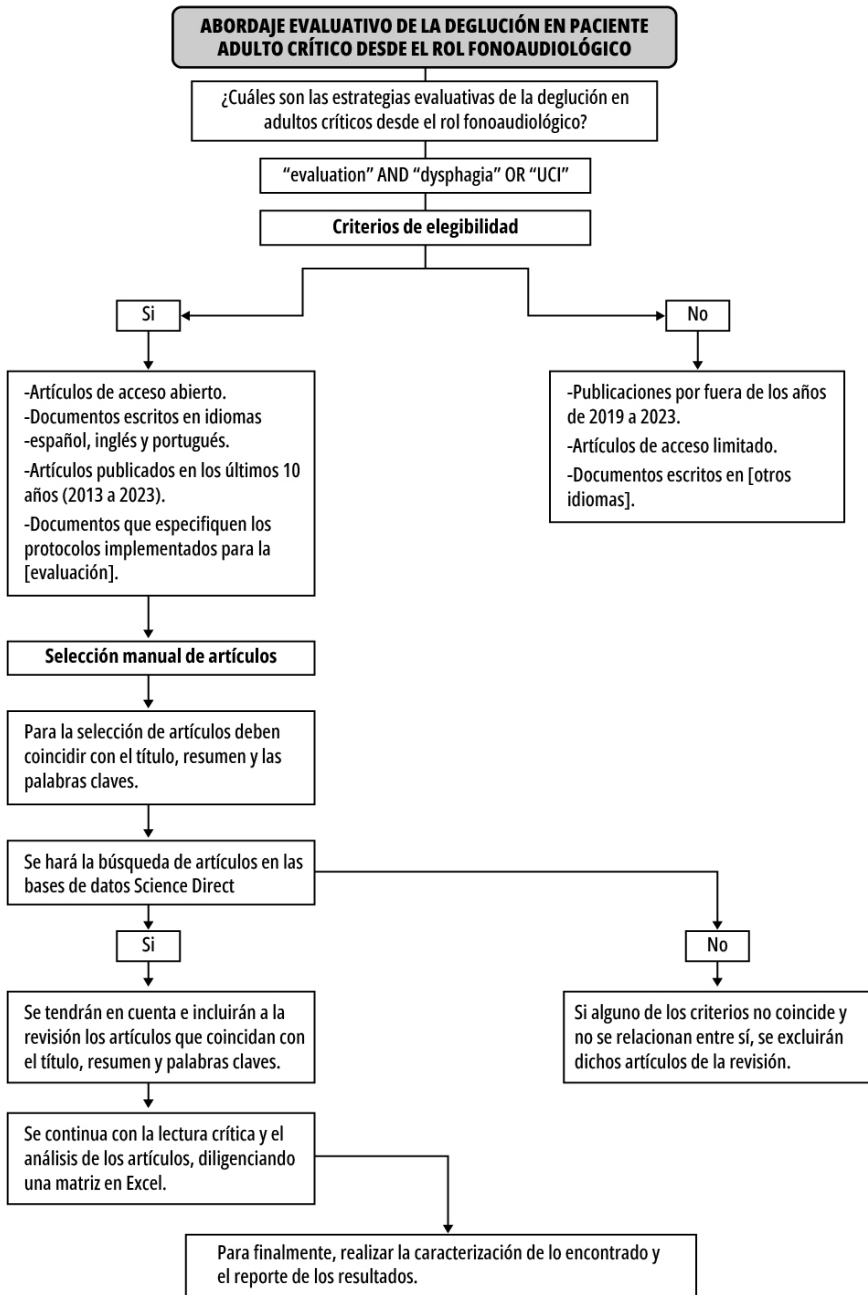 ABORDAJE EVALUATIVO DE LA DEGLUCIÓN EN PACIENTE
ADULTO CRÍTICO DESDE EL ROL FONOAUDIOLÓGICO
¿Cuáles son las estrategias evaluativas de la deglución en
adultos críticos desde el rol fonoaudiológico?
“evaluation” AND “dysphagia” OR “UCI”
Criterios de elegibilidad
Si
No
-Artículos de acceso abierto.
-Documentos escritos en idiomas
-español, inglés y portugués.
-Artículos publicados en los últimos 10
años (2013 a 2023).
-Documentos que especifiquen los
protocolos implementados para la
[evaluación].
-Publicaciones por fuera de los años
de 2019 a 2023.
-Artículos de acceso limitado.
-Documentos escritos en [otros
idiomas].
Selección manual de artículos
Para la selección de artículos deben
coincidir con el título, resumen y las
palabras claves.
Se hará la búsqueda de artículos en las
bases de datos Science Direct
Si
No
Se tendrán en cuenta e incluirán a la
revisión los artículos que coincidan con
el título, resumen y palabras claves.
Si alguno de los criterios no coincide y
no se relacionan entre sí, se excluirán
dichos artículos de la revisión.
Se continua con la lectura crítica y el
análisis de los artículos, diligenciando
una matriz en Excel.
Para finalmente, realizar la caracterización de lo encontrado y
el reporte de los resultados.